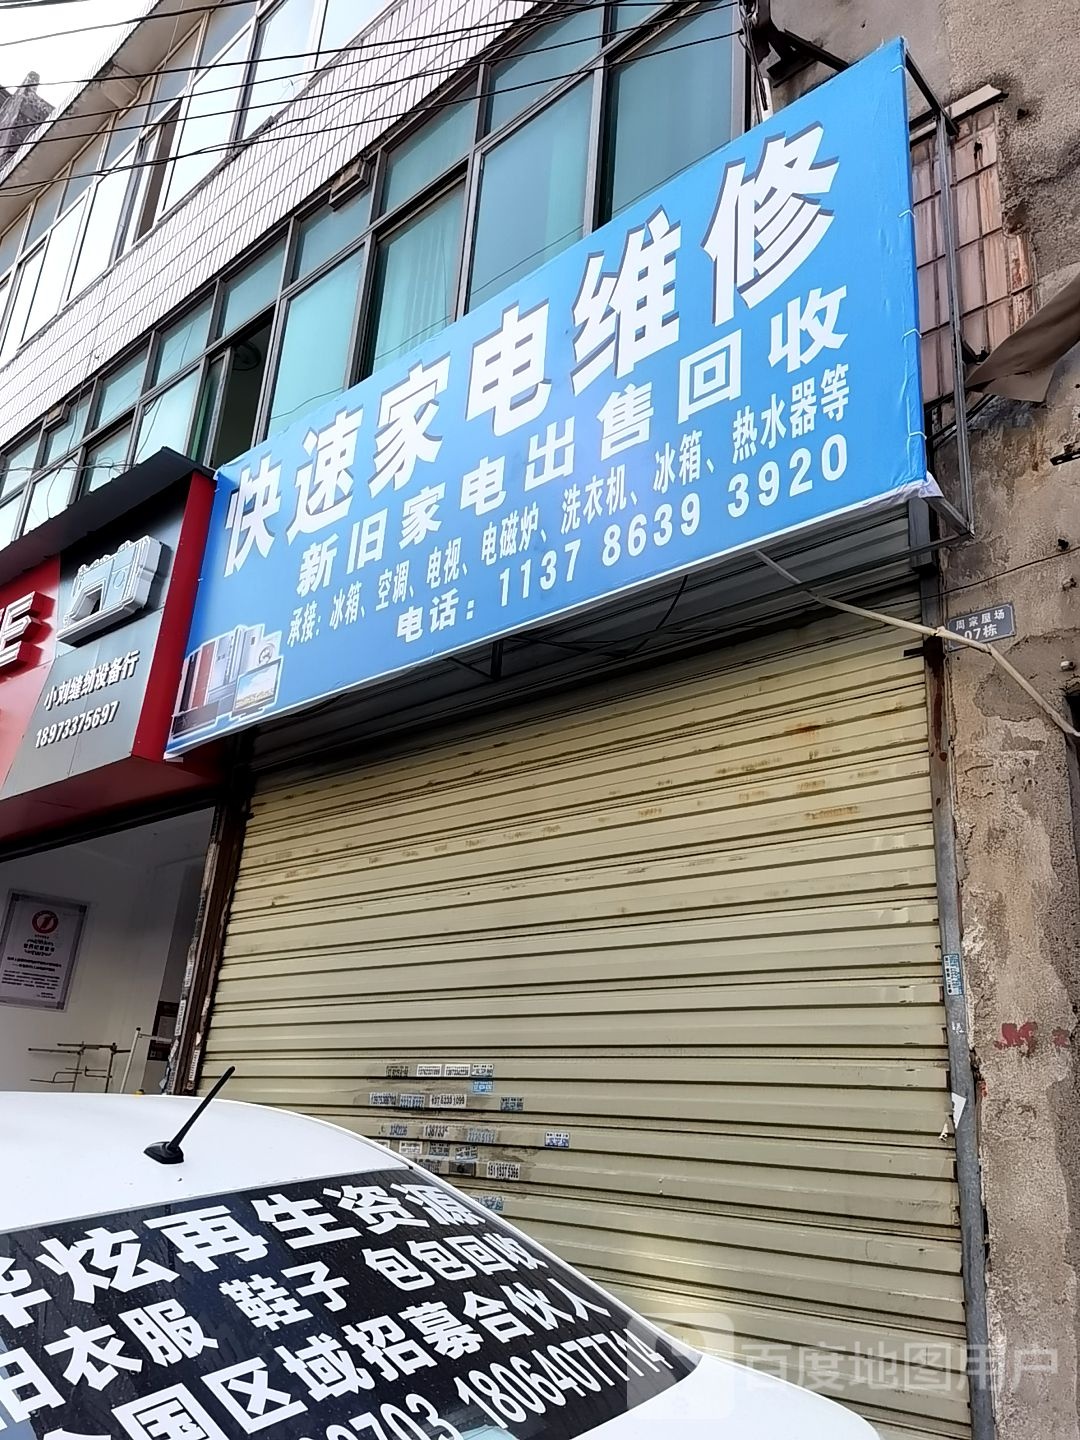 快速家电维修
新旧家电出售回收
承接：冰箱、空调、电视、电磁炉、洗衣机、冰箱、热水器等
电话：1137 8639 3920
小刘缝纫设备行
18973375697
周家屋场
07栋
炫再生资源
旧衣服 鞋子 包包回收
国区域招募合伙人
0703 18064077714
百度地图用户